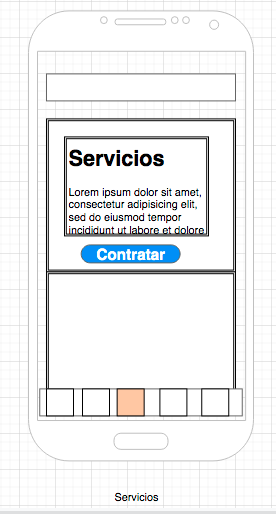 Servicios
Lorem ipsum dolor sit amet,
consectetur adipisicing elit,
sed do eiusmod tempor
incididunt ut labore et dolore
Contratar
Servicios